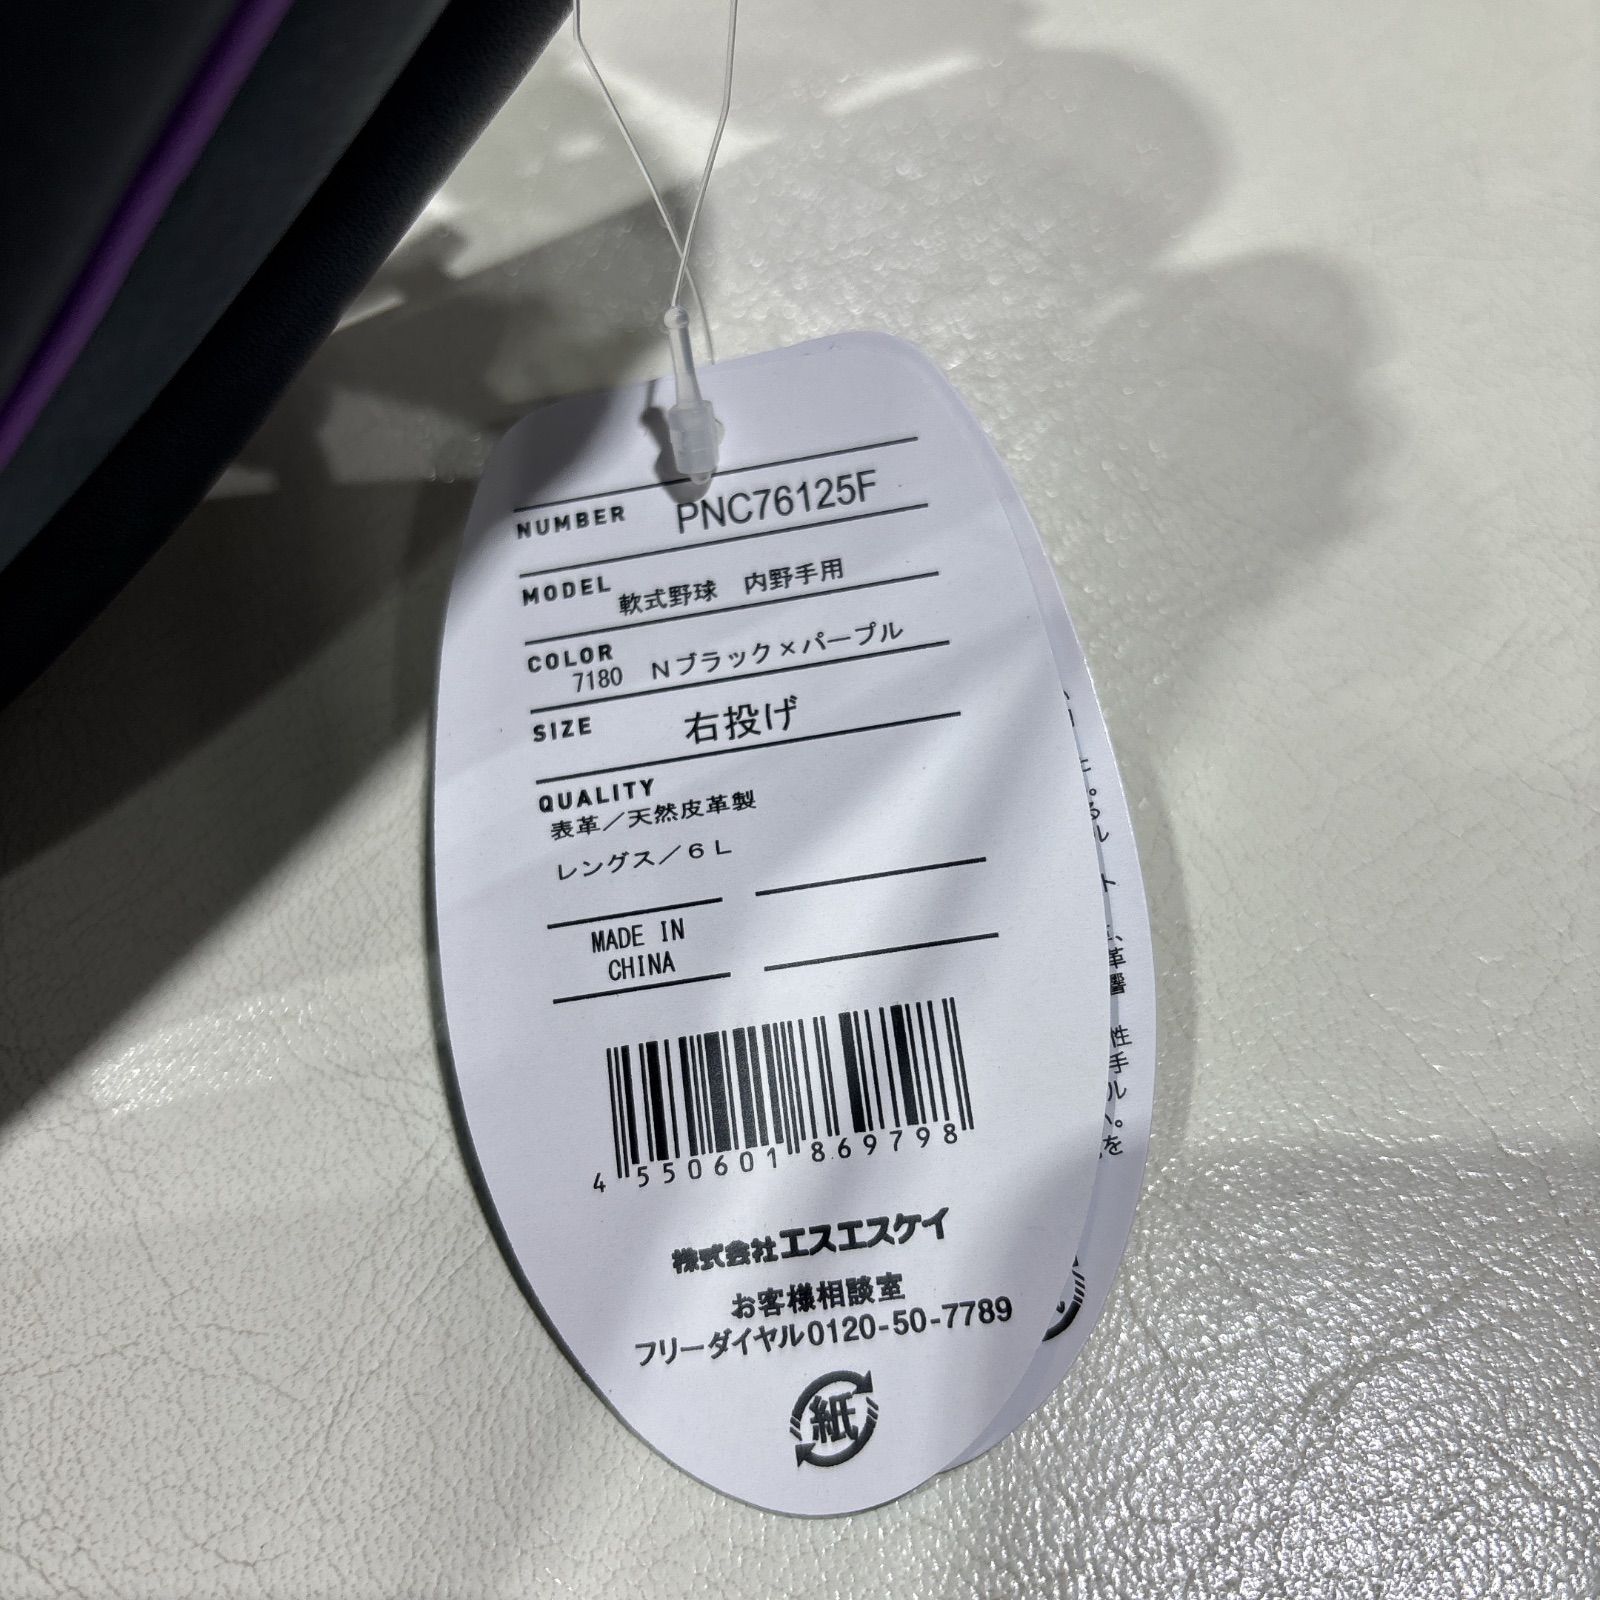 NUMBER PNC76125F
MODEL 軟式野球 内野手用
COLOR
7180 Nブラック×パープル
SIZE 右投げ
QUALITY
表革／天然皮革製
レングス／6L
MADE IN
CHINA
4 550601 869798
株式会社エスエスケイ
お客様相談室
フリーダイヤル0120-50-7789
紙